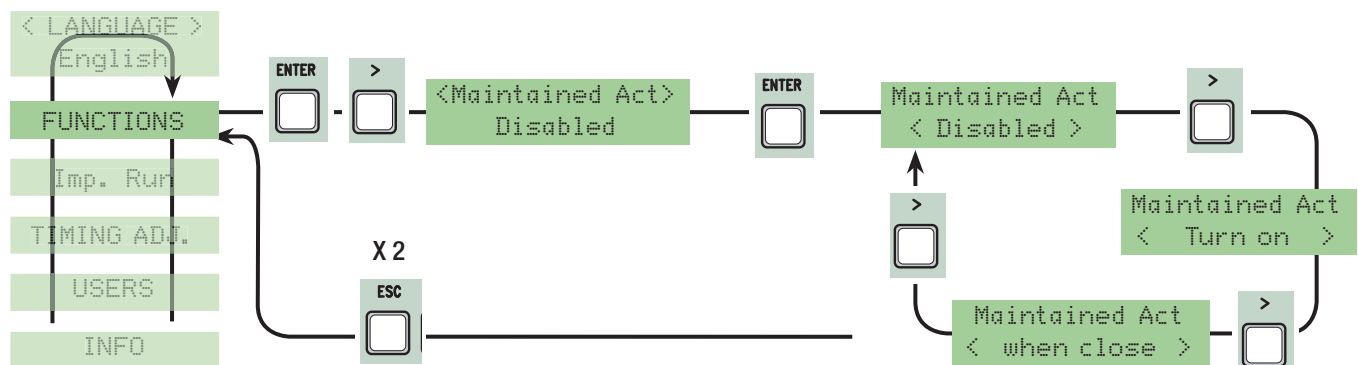 < LANGUAGE >
English
FUNCTIONS
Imp. Run
TIMING ADJ.
USERS
INFO
ENTER
>
<Maintained Act>
Disabled
ENTER
Maintained Act
< Disabled >
>
Maintained Act
< Turn on >
>
Maintained Act
< when close >
>
X 2
ESC